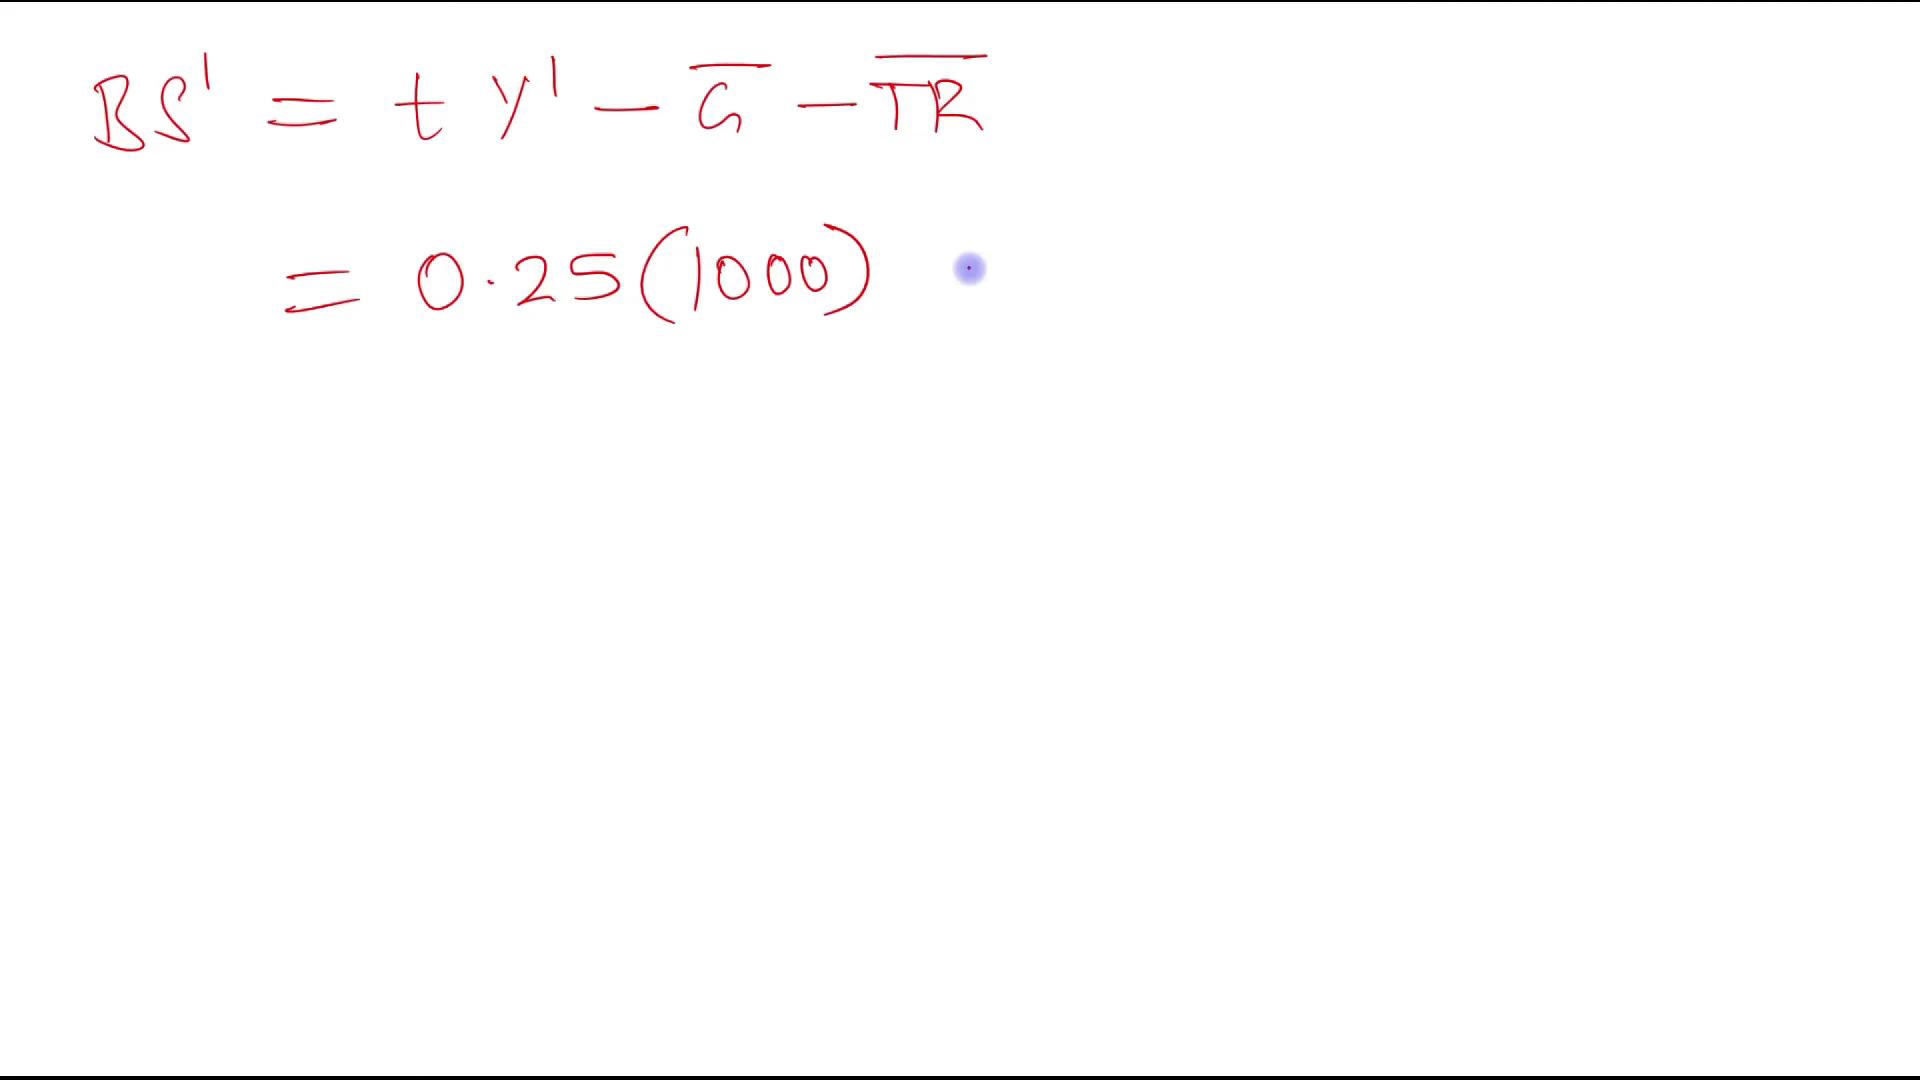 BS' = t Y' - G̅ - T̅R̅
= 0.25(1000)